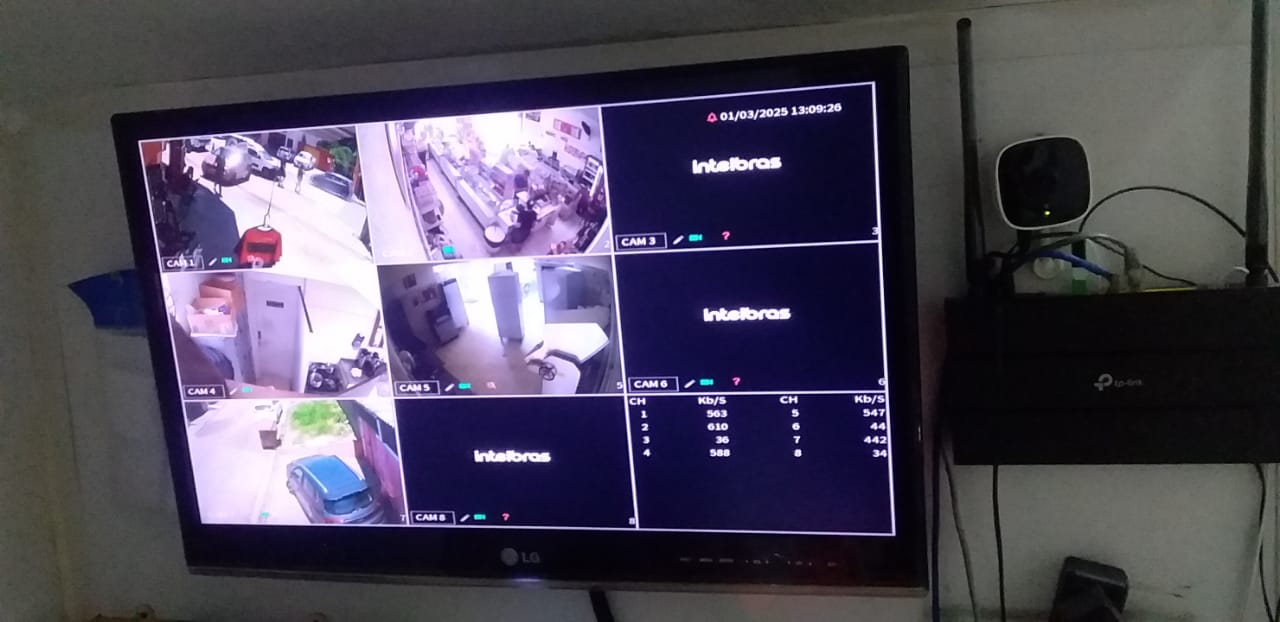 01/03/2025 13:09:26
intelbras
CAM 1
2
CAM 3
3
intelbras
CAM 4
CAM 5
5
CAM 6
6
CH Kb/S CH Kb/S
1 563 5 547
2 610 6 44
3 36 7 442
4 588 8 34
intelbras
7
CAM 8
8
LG
tp-link